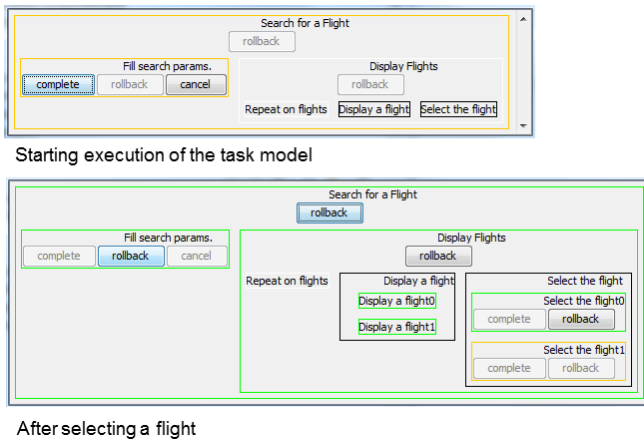 Search for a Flight
rollback
Fill search params.
Display Flights
complete rollback cancel
rollback
Repeat on flights Display a flight Select the flight
Starting execution of the task model
Search for a Flight
rollback
Fill search params.
Display Flights
complete rollback cancel
rollback
Repeat on flights Display a flight Select the flight
Display a flight0 Select the flight0
complete rollback
Display a flight1
Select the flight1
complete rollback
After selecting a flight